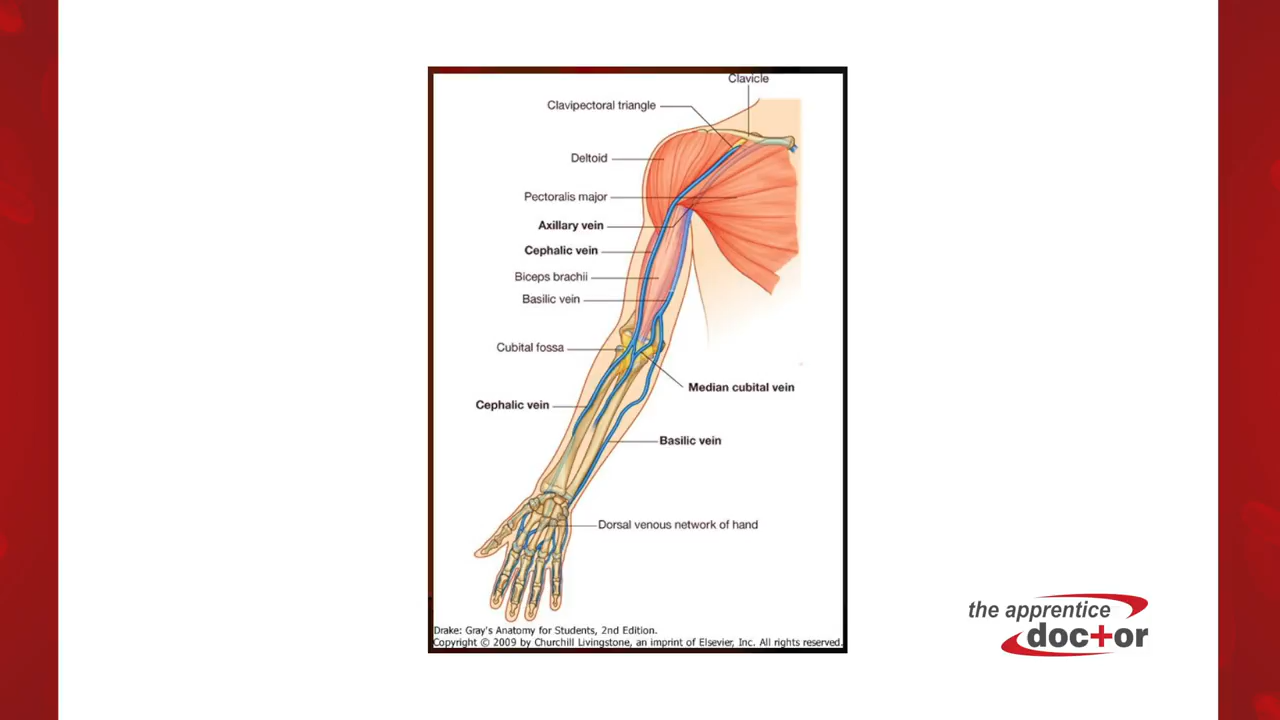 Clavicle
Clavipectoral triangle
Deltoid
Pectoralis major
Axillary vein
Cephalic vein
Biceps brachii
Basilic vein
Cubital fossa
Median cubital vein
Cephalic vein
Basilic vein
Dorsal venous network of hand
the apprentice
doctor
Drake: Gray's Anatomy for Students, 2nd Edition.
Copyright © 2009 by Churchill Livingstone, an imprint of Elsevier, Inc. All rights reserved.